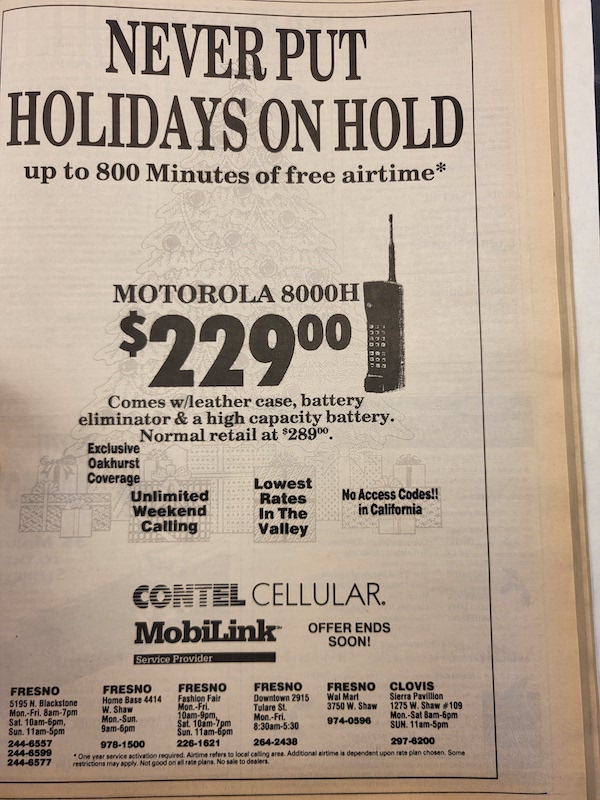 NEVER PUT
HOLIDAYS ON HOLD
up to 800 Minutes of free airtime*
MOTOROLA 8000H
$229⁰⁰
Comes w/leather case, battery
eliminator & a high capacity battery.
Normal retail at $289⁰⁰.
Exclusive
Oakhurst
Coverage
Unlimited
Weekend
Calling
Lowest
Rates
In The
Valley
No Access Codes!!
in California
CONTEL CELLULAR.
MobiLink™
Service Provider
OFFER ENDS
SOON!
FRESNO
5195 N. Blackstone
Mon.-Fri. 8am-7pm
Sat. 10am-6pm,
Sun. 11am-5pm
244-6557
244-6599
244-6577
FRESNO
Home Base 4414
W. Shaw
Mon.-Sun.
9am-6pm
978-1500
FRESNO
Fashion Fair
Mon.-Fri.
10am-9pm,
Sat. 10am-7pm
Sun. 11am-6pm
226-1621
FRESNO
Downtown 2915
Tulare St.
Mon.-Fri.
8:30am-5:30
264-2438
FRESNO
Wal Mart
3750 W. Shaw
974-0596
CLOVIS
Sierra Pavillion
1275 W. Shaw #109
Mon.-Sat 8am-6pm
SUN. 11am-5pm
297-6200
* One year service activation required. Airtime refers to local calling area. Additional airtime is dependent upon rate plan chosen. Some
restrictions may apply. Not good on all rate plans. No sale to dealers.